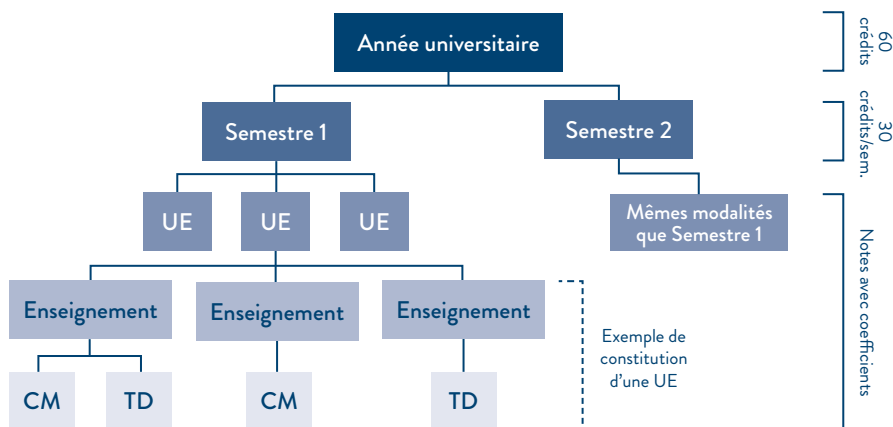 Année universitaire
60
crédits
Semestre 1
Semestre 2
30
crédits/sem.
UE
UE
UE
Mêmes modalités
que Semestre 1
Notes avec coefficients
Enseignement
Enseignement
Enseignement
Exemple de
constitution
d'une UE
CM
TD
CM
TD